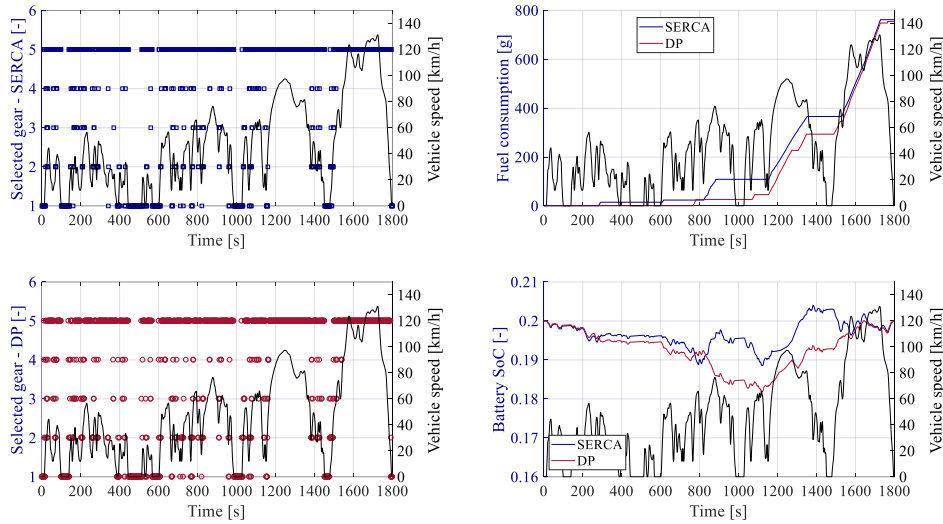 Selected gear - SERCA [-]
6
5
4
3
2
1
0 200 400 600 800 1000 1200 1400 1600 1800
Time [s]
140
120
100
80
60
40
20
0
Vehicle speed [km/h]
Fuel consumption [g]
800
600
400
200
0
SERCA
DP
0 200 400 600 800 1000 1200 1400 1600 1800
Time [s]
140
120
100
80
60
40
20
0
Vehicle speed [km/h]
Selected gear - DP [-]
6
5
4
3
2
1
0 200 400 600 800 1000 1200 1400 1600 1800
Time [s]
140
120
100
80
60
40
20
0
Vehicle speed [km/h]
Battery SoC [-]
0.21
0.2
0.19
0.18
0.17
0.16
SERCA
DP
0 200 400 600 800 1000 1200 1400 1600 1800
Time [s]
140
120
100
80
60
40
20
0
Vehicle speed [km/h]